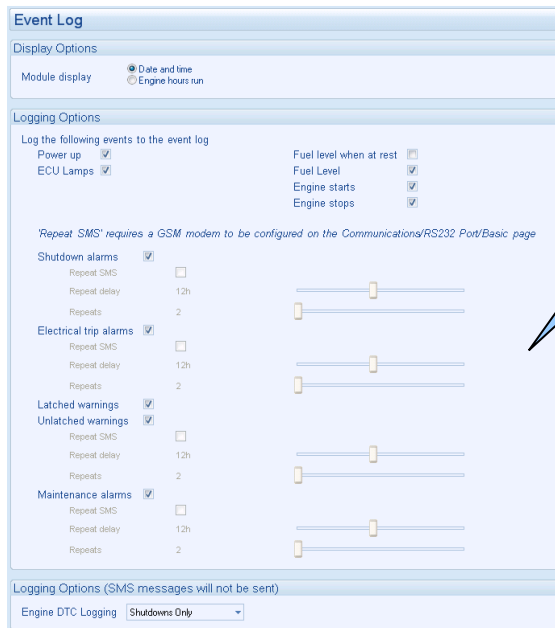 Event Log
Display Options
Module display
Date and time
Engine hours run
Logging Options
Log the following events to the event log
Power up
Fuel level when at rest
ECU Lamps
Fuel Level
Engine starts
Engine stops
'Repeat SMS' requires a GSM modem to be configured on the Communications/RS232 Port/Basic page
Shutdown alarms
Repeat SMS
Repeat delay 12h
Repeats 2
Electrical trip alarms
Repeat SMS
Repeat delay 12h
Repeats 2
Latched warnings
Unlatched warnings
Repeat SMS
Repeat delay 12h
Repeats 2
Maintenance alarms
Repeat SMS
Repeat delay 12h
Repeats 2
Logging Options (SMS messages will not be sent)
Engine DTC Logging Shutdowns Only